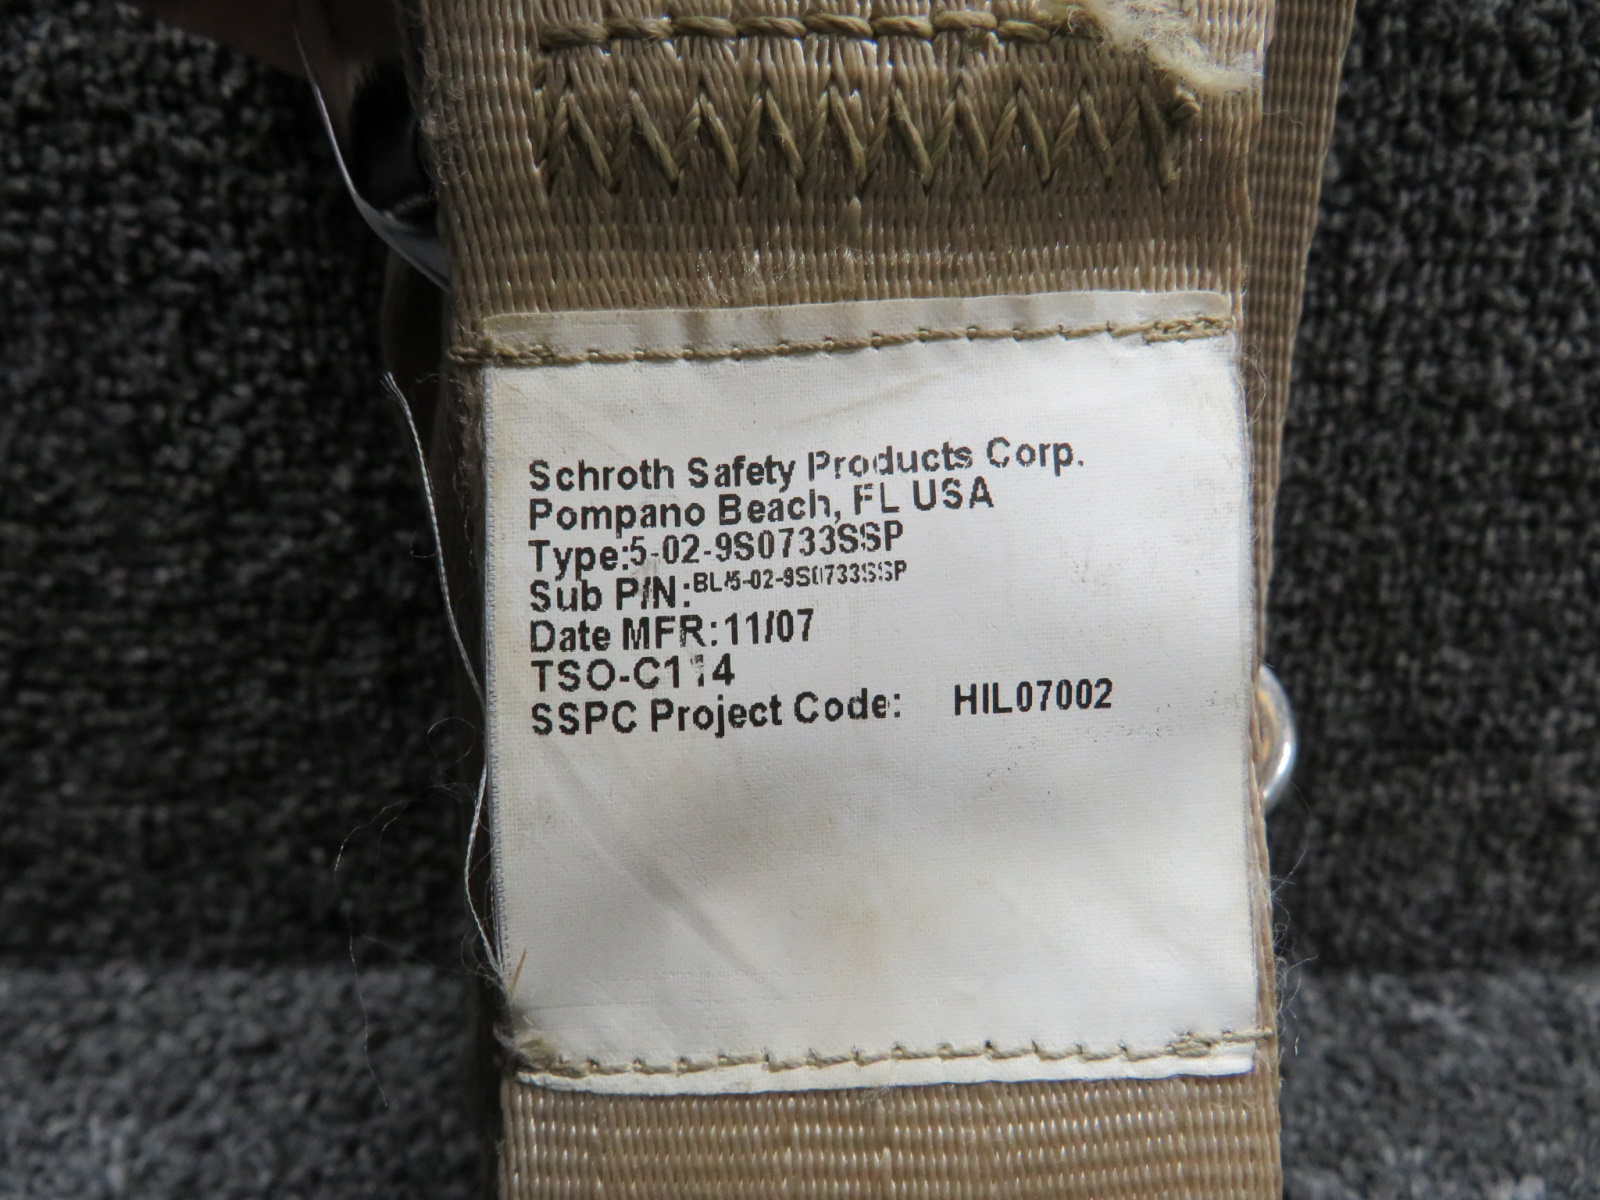 Schroth Safety Products Corp.
Pompano Beach, FL USA
Type:5-02-9S0733SSP
Sub P/N:BL/5-02-9S0733SSP
Date MFR:11/07
TSO-C114
SSPC Project Code: HIL07002